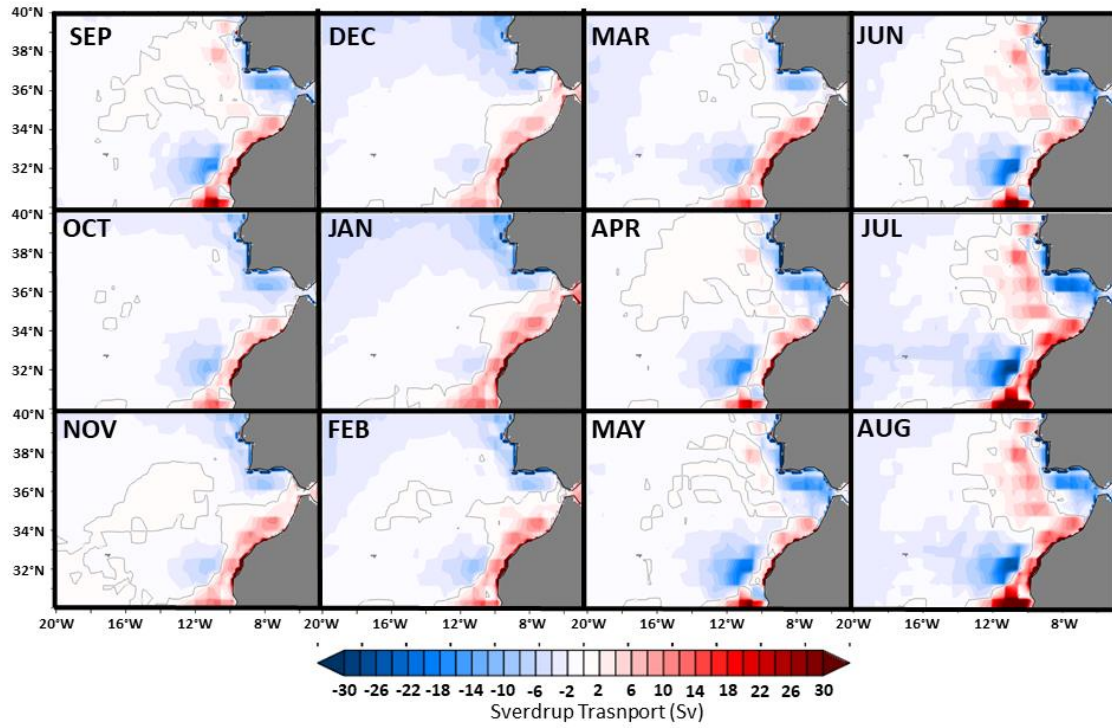 40°N SEP DEC MAR JUN
38°N
36°N
34°N
32°N
40°N OCT JAN APR JUL
38°N
36°N
34°N
32°N
40°N NOV FEB MAY AUG
38°N
36°N
34°N
32°N
20°W 16°W 12°W 8°W 20°W 16°W 12°W 8°W 20°W 16°W 12°W 8°W 20°W 16°W 12°W 8°W
-30 -26 -22 -18 -14 -10 -6 -2 2 6 10 14 18 22 26 30
Sverdrup Trasnport (Sv)